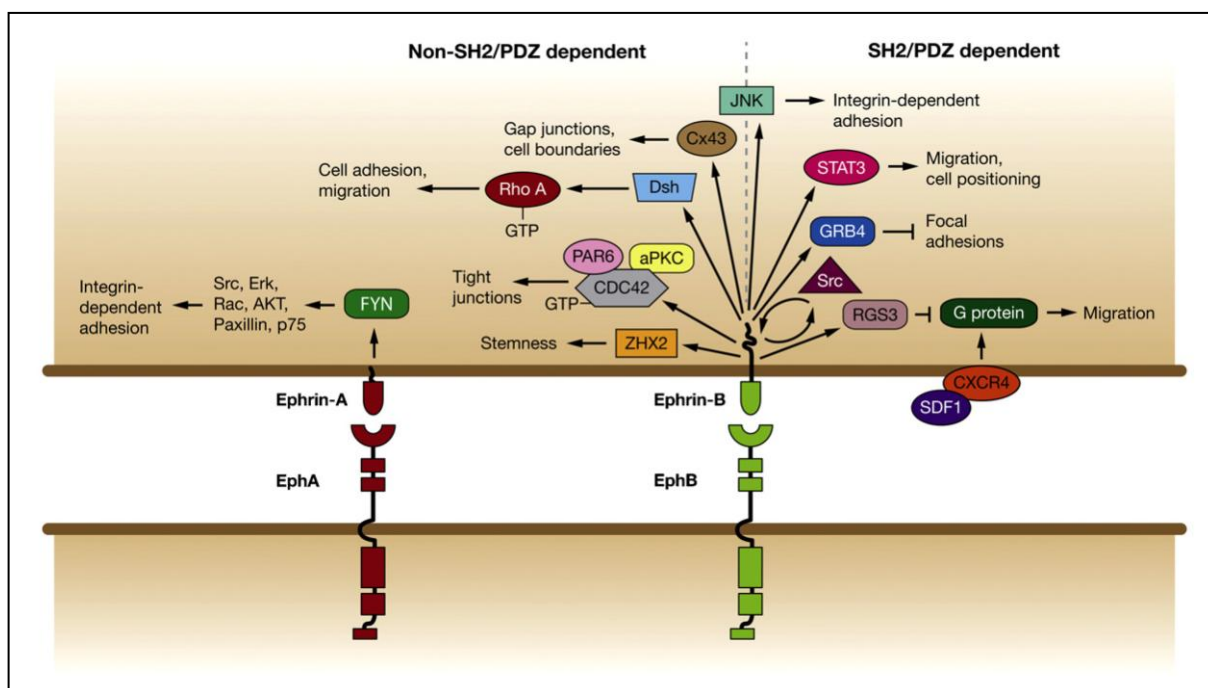 Non-SH2/PDZ dependent
SH2/PDZ dependent
JNK
Integrin-dependent
adhesion
Gap junctions,
cell boundaries
Cx43
Cell adhesion,
migration
Rho A
GTP
Dsh
STAT3
Migration,
cell positioning
GRB4
Focal
adhesions
PAR6
aPKC
CDC42
GTP
Tight
junctions
Src
Integrin-
dependent
adhesion
Src, Erk,
Rac, AKT,
Paxillin, p75
FYN
RGS3
G protein
Migration
Stemness
ZHX2
CXCR4
SDF1
Ephrin-A
Ephrin-B
EphA
EphB